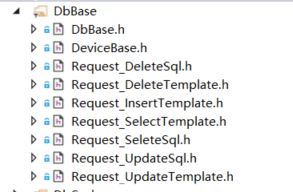 DbBase
DbBase.h
DeviceBase.h
Request_DeleteSql.h
Request_DeleteTemplate.h
Request_InsertTemplate.h
Request_SelectTemplate.h
Request_SeleteSql.h
Request_UpdateSql.h
Request_UpdateTemplate.h